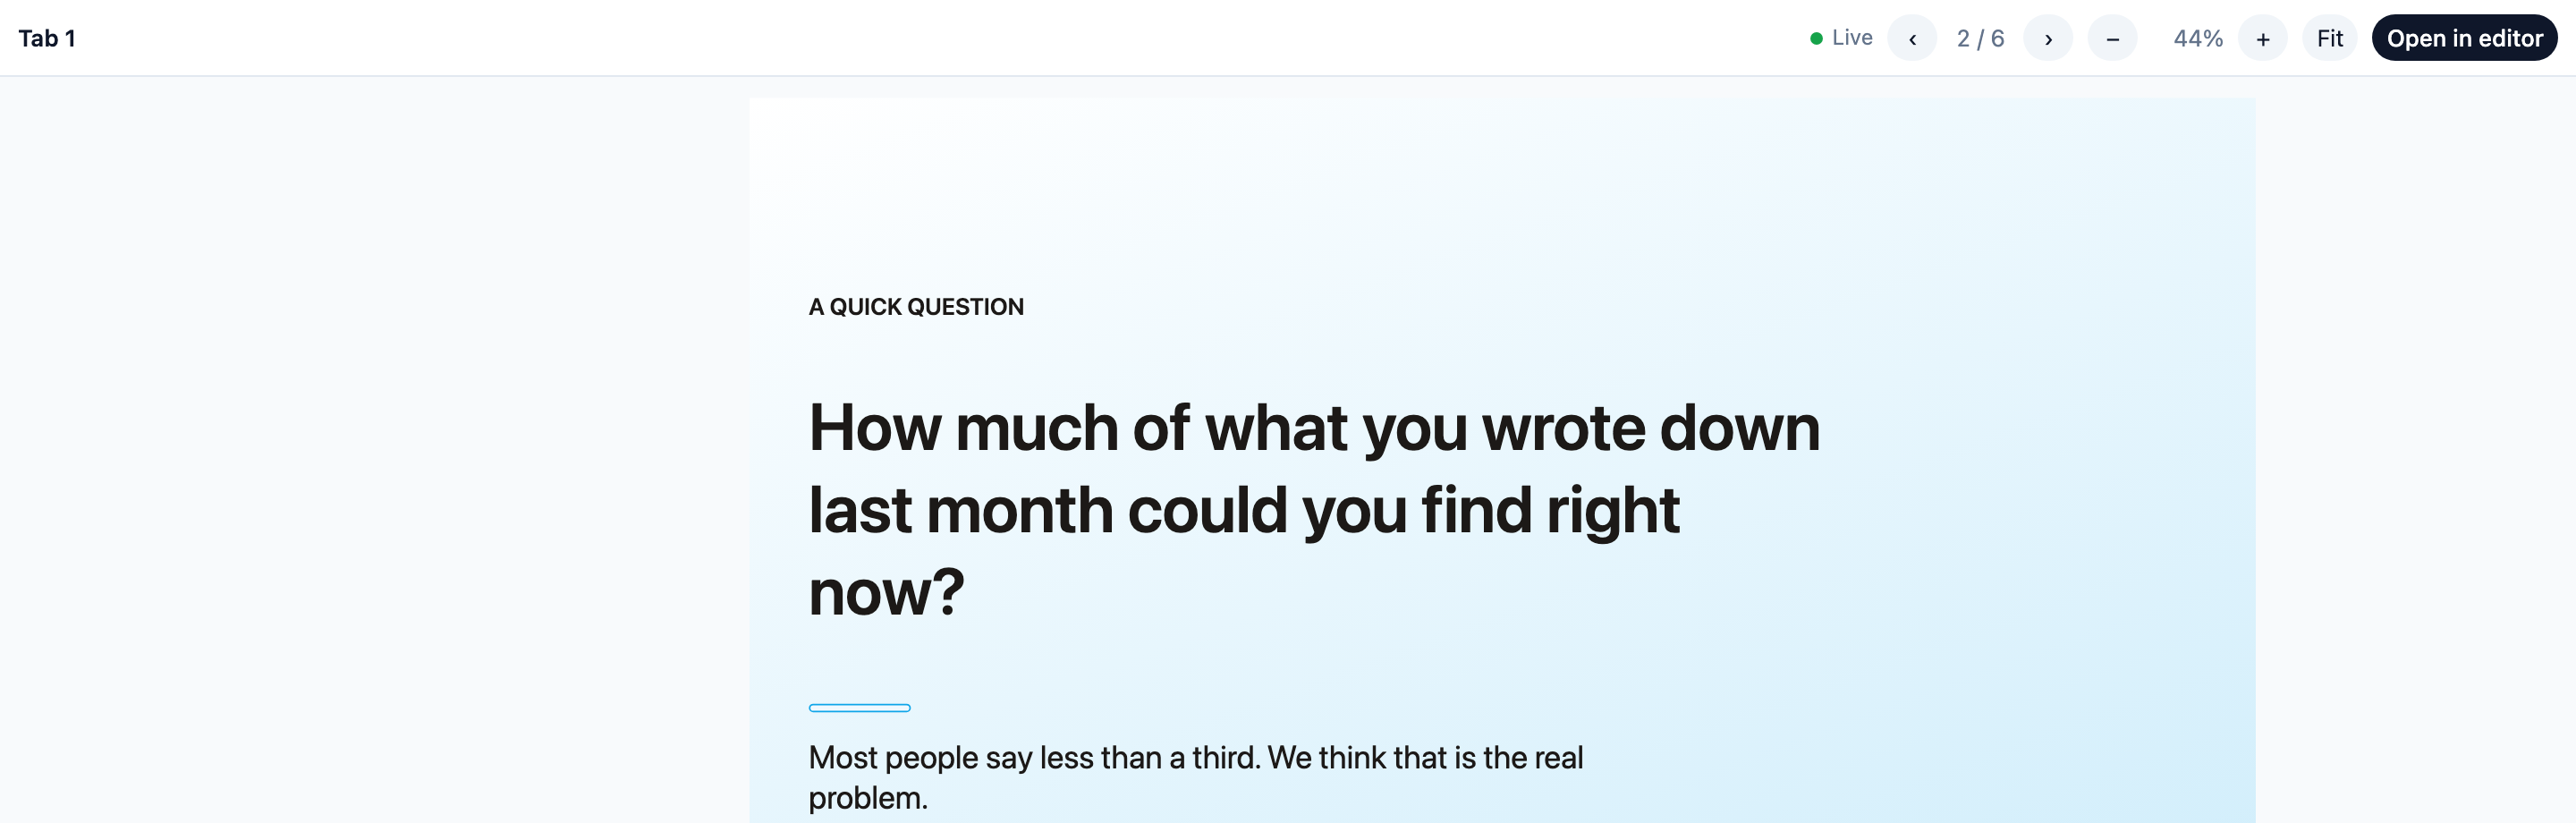 Tab 1
Live ‹ 2 / 6 › − 44% + Fit Open in editor
A QUICK QUESTION
How much of what you wrote down
last month could you find right
now?
Most people say less than a third. We think that is the real
problem.